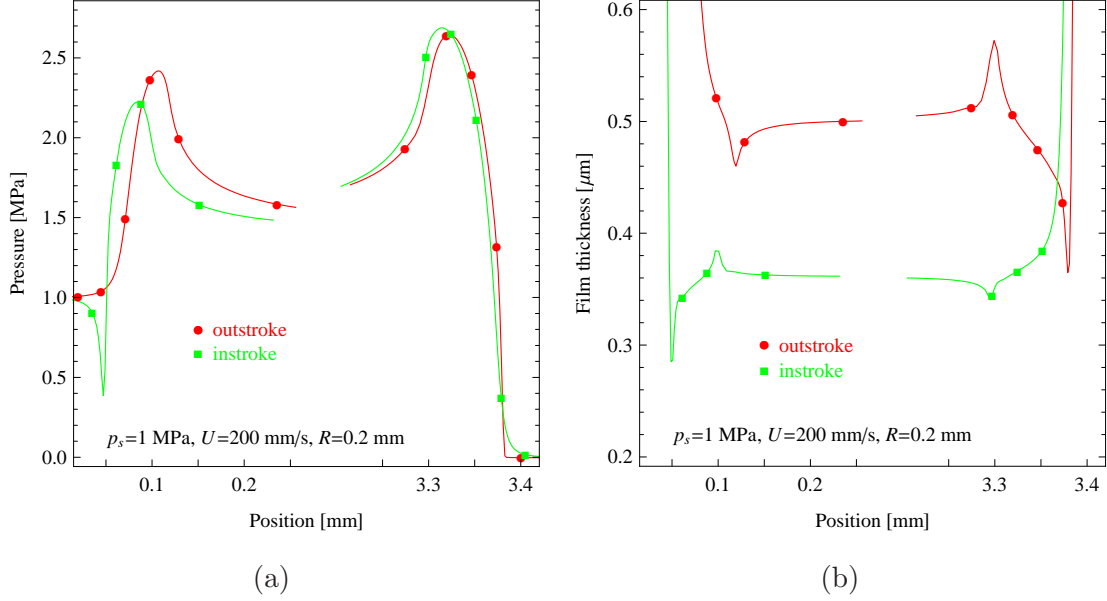 2.5
2.0
1.5
1.0
0.5
0.0
Pressure [MPa]
outstroke
instroke
p_s=1 MPa, U=200 mm/s, R=0.2 mm
0.1 0.2 3.3 3.4
Position [mm]
(a)
0.6
0.5
0.4
0.3
0.2
Film thickness [μm]
outstroke
instroke
p_s=1 MPa, U=200 mm/s, R=0.2 mm
0.1 0.2 3.3 3.4
Position [mm]
(b)